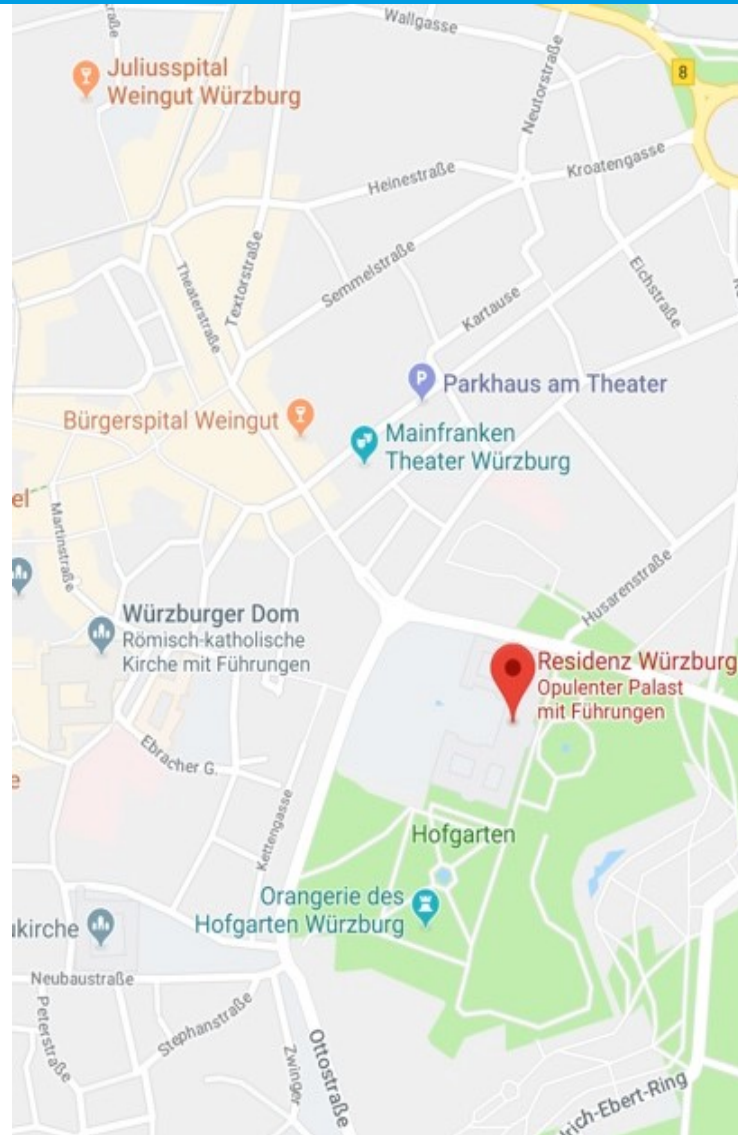 Wallgasse
Juliusspital
Weingut Würzburg
8
Neutorstraße
Kroatengasse
Heinestraße
Theaterstraße
Textorstraße
Semmelstraße
Eichstraße
Kartause
P
Parkhaus am Theater
Bürgerspital Weingut
Mainfranken
Theater Würzburg
el
Martinstraße
Husarenstraße
Würzburger Dom
Römisch-katholische
Kirche mit Führungen
Residenz Würzburg
Opulenter Palast
mit Führungen
Ebracher G.
e
Kettengasse
Hofgarten
Orangerie des
Hofgarten Würzburg
ukirche
Neubaustraße
Peterstraße
Stephanstraße
Zwinger
Ottostraße
rich-Ebert-Ring